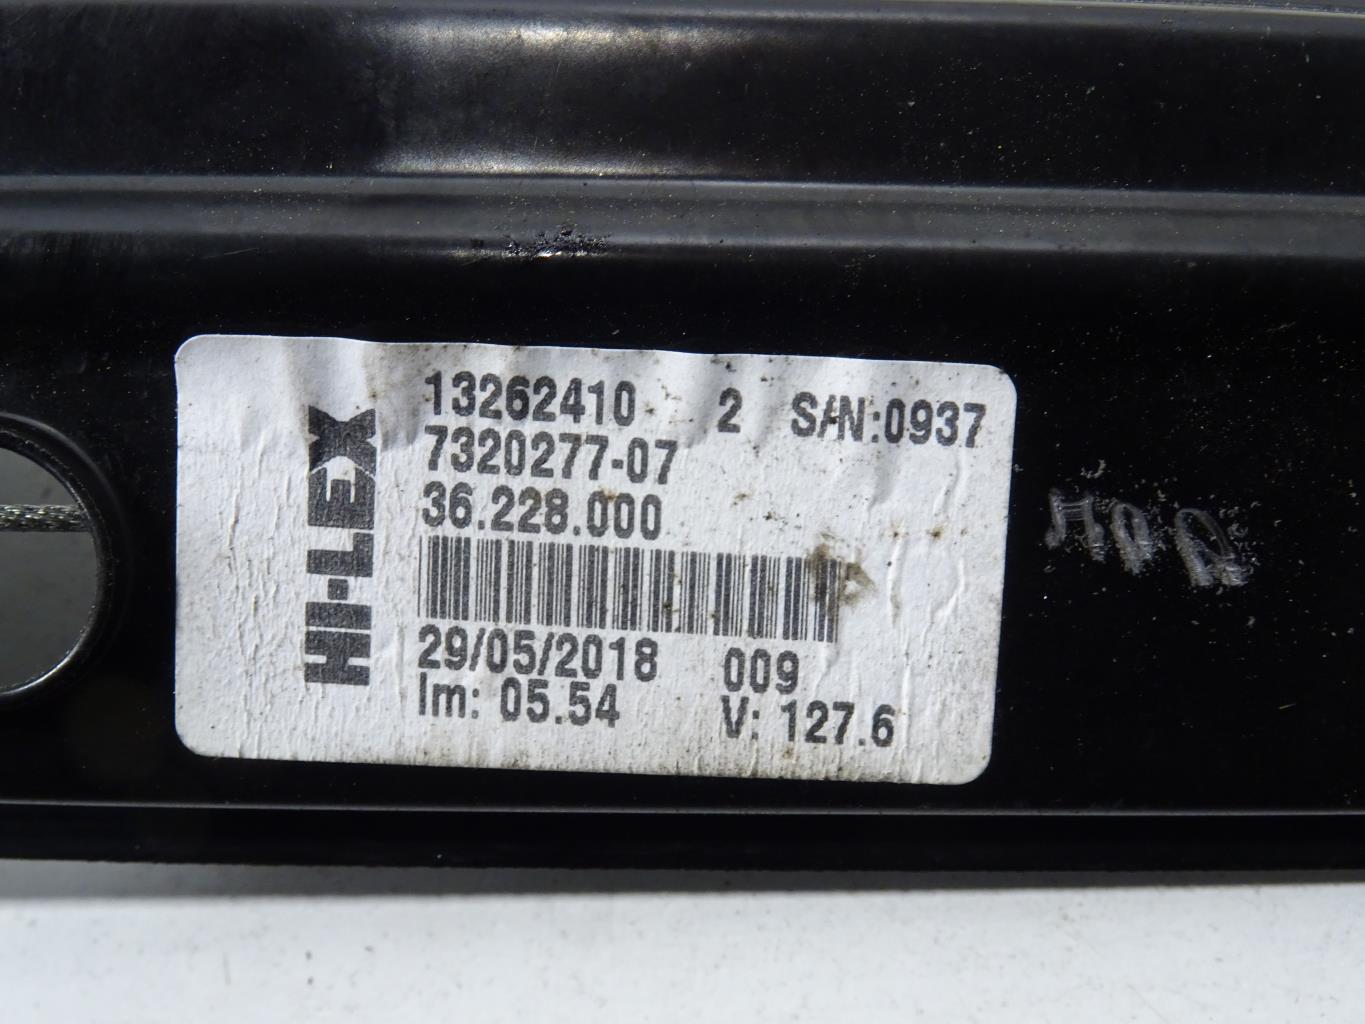 HI-LEX
13262410 2 S/N:0937
7320277-07
36.228.000
29/05/2018 009
Im: 05.54 V: 127.6